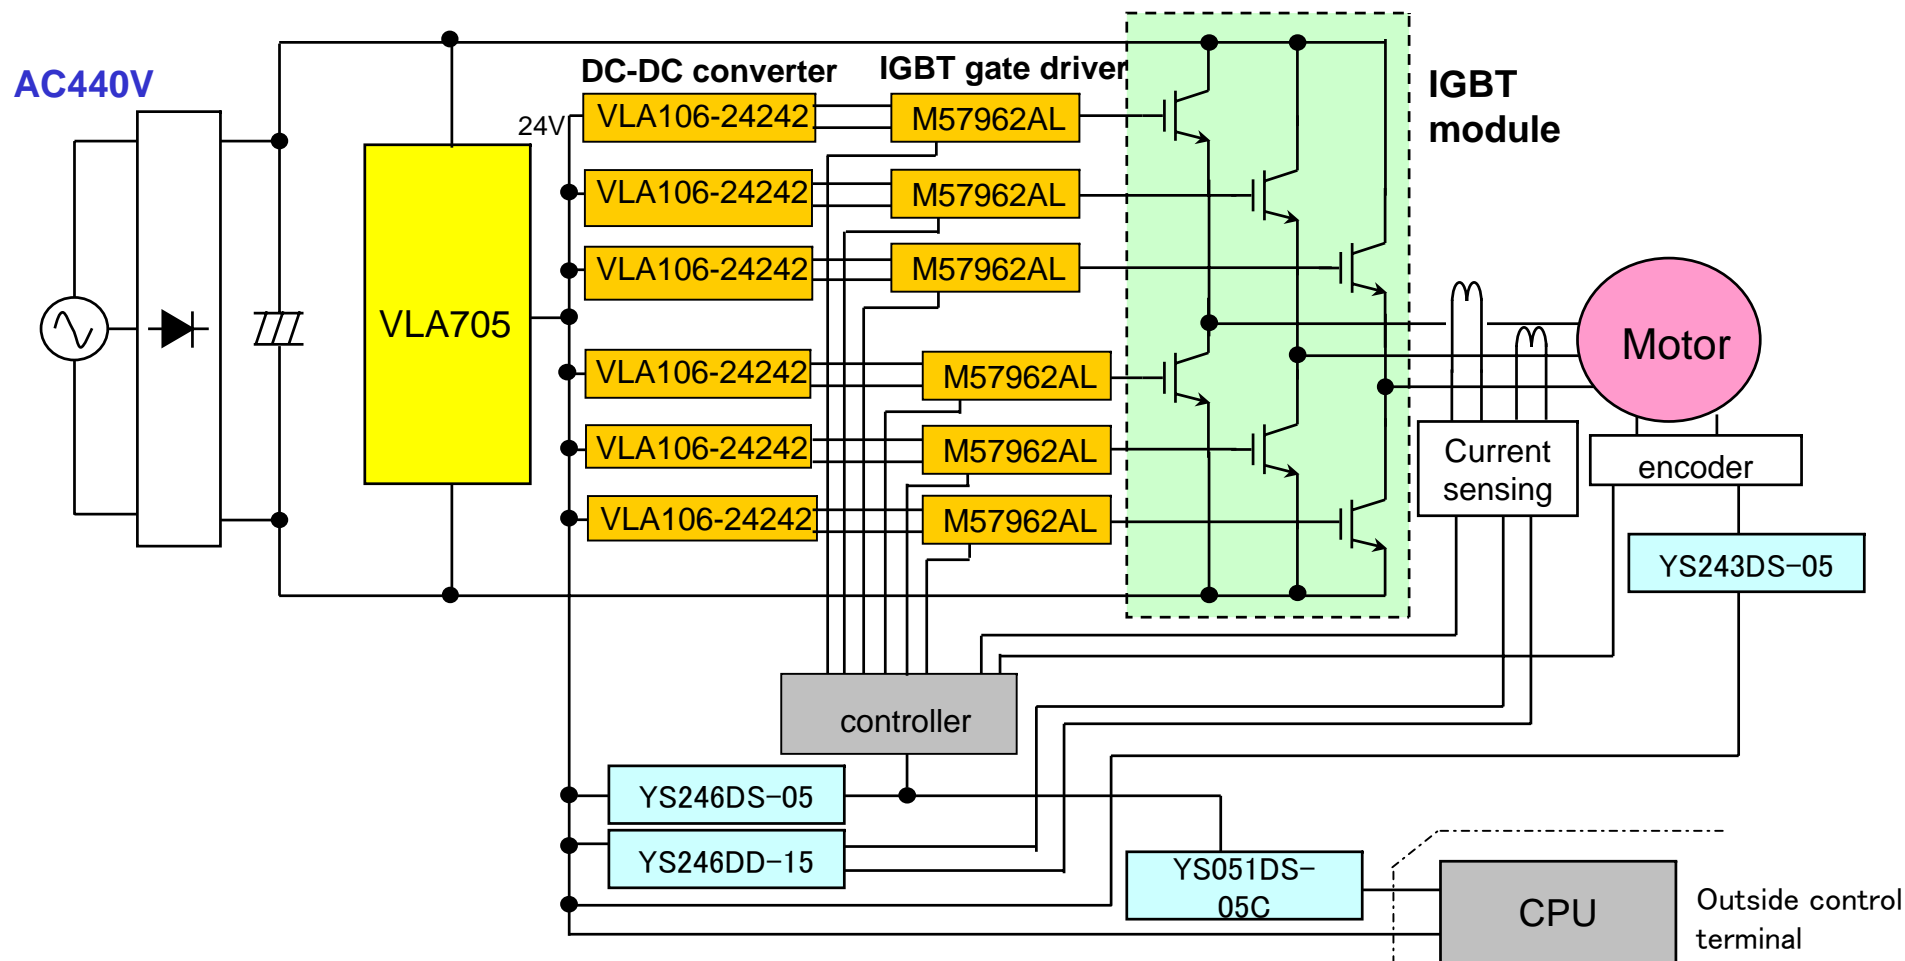 AC440V
DC-DC converter
IGBT gate driver
IGBT
module
24V
VLA106-24242
M57962AL
VLA106-24242
M57962AL
VLA106-24242
M57962AL
VLA705
Motor
VLA106-24242
M57962AL
VLA106-24242
M57962AL
Current
sensing
encoder
VLA106-24242
M57962AL
YS243DS-05
controller
YS246DS-05
YS246DD-15
YS051DS-
05C
CPU
Outside control
terminal